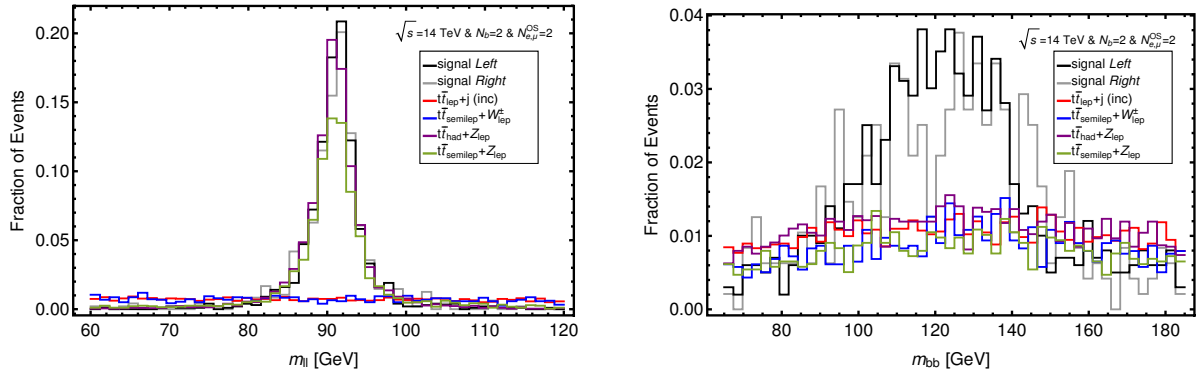 √s =14 TeV & N_b=2 & N^OS_e,μ=2
signal Left
signal Right
tt̄_lep+j (inc)
tt̄_semilep+W^±_lep
tt̄_had+Z_lep
tt̄_semilep+Z_lep
Fraction of Events
0.20
0.15
0.10
0.05
0.00
60 70 80 90 100 110 120
m_ll [GeV]
√s =14 TeV & N_b=2 & N^OS_e,μ=2
signal Left
signal Right
tt̄_lep+j (inc)
tt̄_semilep+W^±_lep
tt̄_had+Z_lep
tt̄_semilep+Z_lep
Fraction of Events
0.04
0.03
0.02
0.01
0.00
80 100 120 140 160 180
m_bb [GeV]